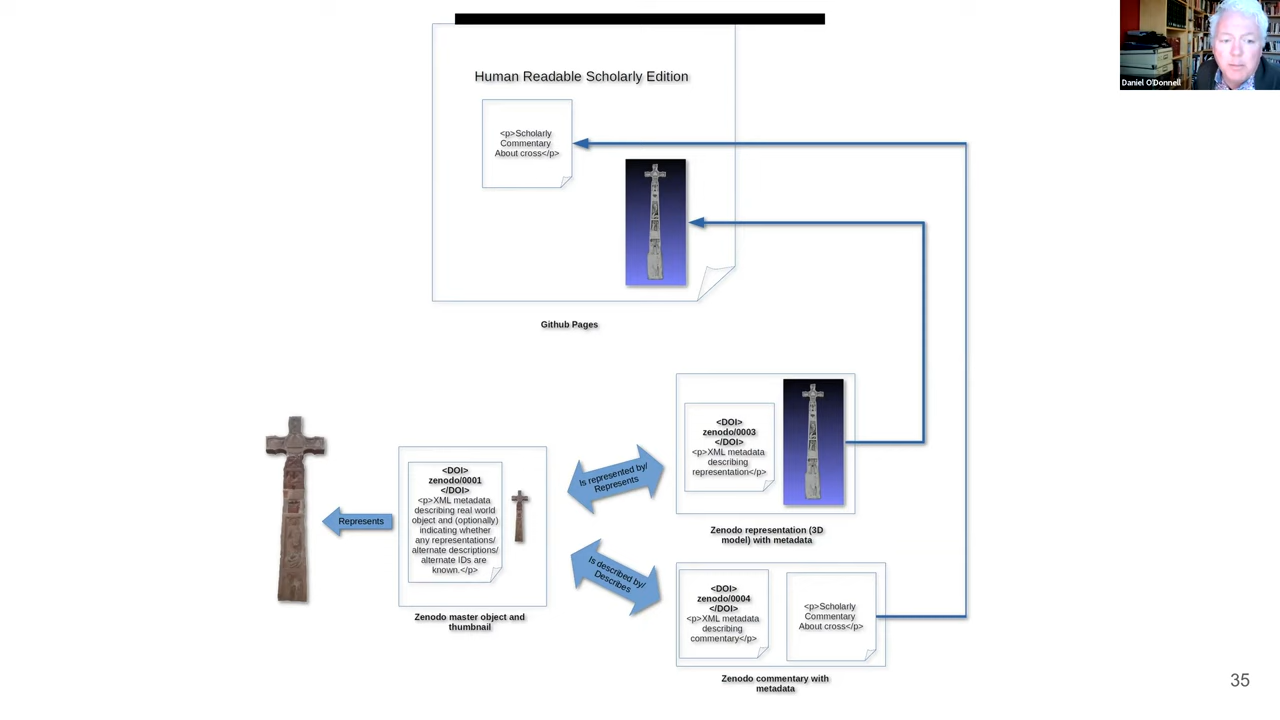 Daniel O'Donnell
Human Readable Scholarly Edition
<p>Scholarly
Commentary
About cross</p>
Github Pages
Represents
<DOI>
zenodo/0001
</DOI>
<p>XML metadata
describing real world
object and (optionally)
indicating whether
any representations/
alternate descriptions/
alternate IDs are
known.</p>
Zenodo master object and
thumbnail
Is represented by/
Represents
<DOI>
zenodo/0003
</DOI>
<p>XML metadata
describing
representation</p>
Zenodo representation (3D
model) with metadata
Is described by/
Describes
<DOI>
zenodo/0004
</DOI>
<p>XML metadata
describing
commentary</p>
<p>Scholarly
Commentary
About cross</p>
Zenodo commentary with
metadata
35